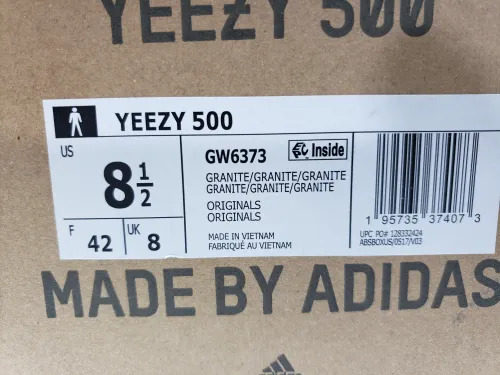 YEEZY 500
YEEZY 500
US
8 1/2
F
42
UK
8
GW6373
Inside
GRANITE/GRANITE/GRANITE
GRANITE/GRANITE/GRANITE
ORIGINALS
ORIGINALS
MADE IN VIETNAM
FABRIQUÉ AU VIETNAM
1 95735 37407 3
UPC PO# 128332424
ABSBOXUS/0517/V03
MADE BY ADIDAS